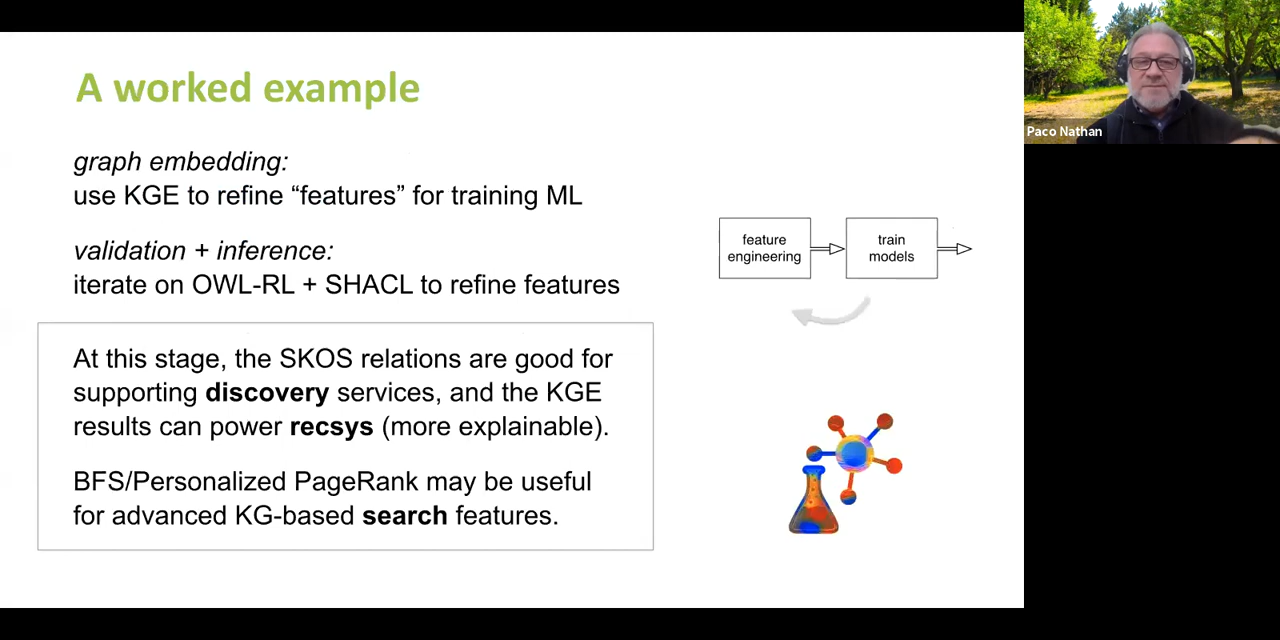 A worked example
graph embedding:
use KGE to refine “features” for training ML
validation + inference:
iterate on OWL-RL + SHACL to refine features
At this stage, the SKOS relations are good for
supporting discovery services, and the KGE
results can power recsys (more explainable).
BFS/Personalized PageRank may be useful
for advanced KG-based search features.
feature
engineering
train
models
Paco Nathan